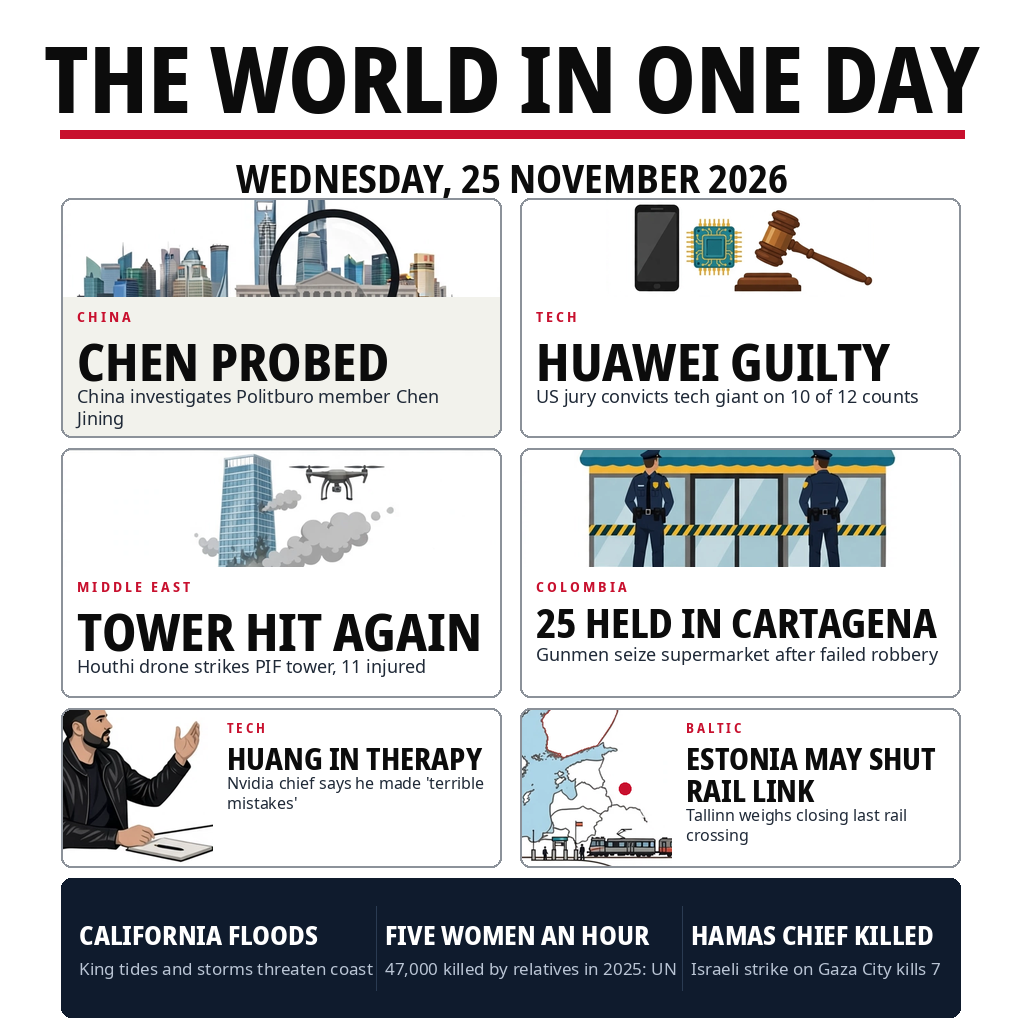 THE WORLD IN ONE DAY
WEDNESDAY, 25 NOVEMBER 2026
CHINA
CHEN PROBED
China investigates Politburo member Chen
Jining
TECH
HUAWEI GUILTY
US jury convicts tech giant on 10 of 12 counts
MIDDLE EAST
TOWER HIT AGAIN
Houthi drone strikes PIF tower, 11 injured
COLOMBIA
25 HELD IN CARTAGENA
Gunmen seize supermarket after failed robbery
TECH
HUANG IN THERAPY
Nvidia chief says he made 'terrible
mistakes'
BALTIC
ESTONIA MAY SHUT
RAIL LINK
Tallinn weighs closing last rail
crossing
CALIFORNIA FLOODS
King tides and storms threaten coast
FIVE WOMEN AN HOUR
47,000 killed by relatives in 2025: UN
HAMAS CHIEF KILLED
Israeli strike on Gaza City kills 7